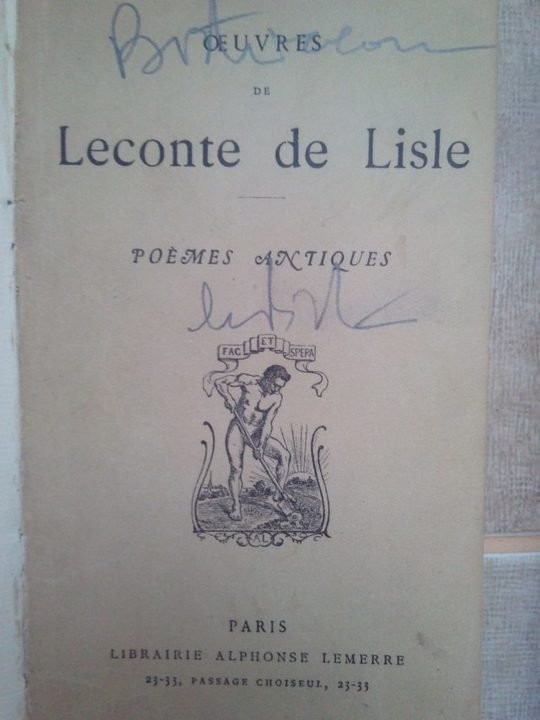 ŒUVRES
DE
Leconte de Lisle
POÈMES ANTIQUES
FAC ET SPERA
AL
PARIS
LIBRAIRIE ALPHONSE LEMERRE
23-33, PASSAGE CHOISEUL, 23-33